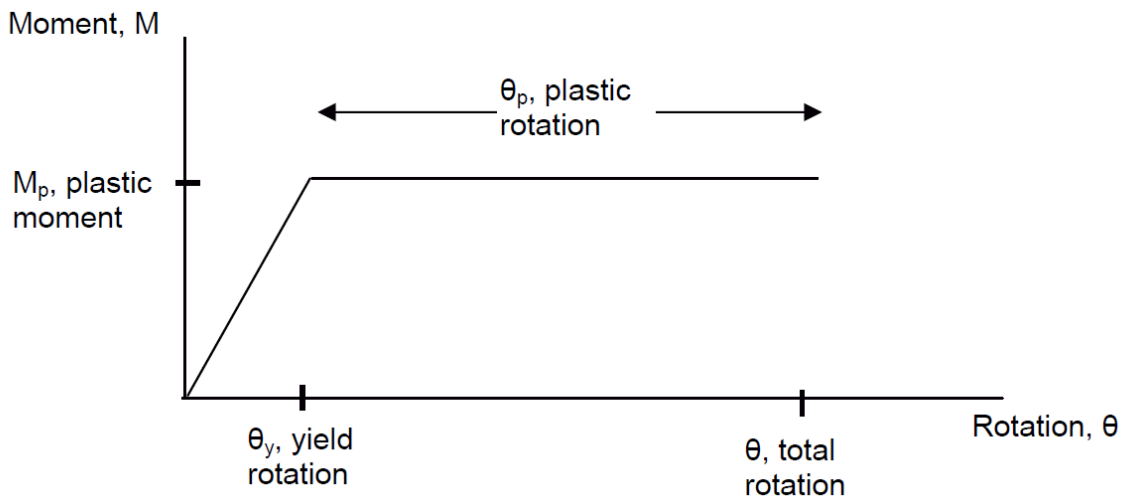 Moment, M
θp, plastic
rotation
Mp, plastic
moment
θy, yield
rotation
θ, total
rotation
Rotation, θ